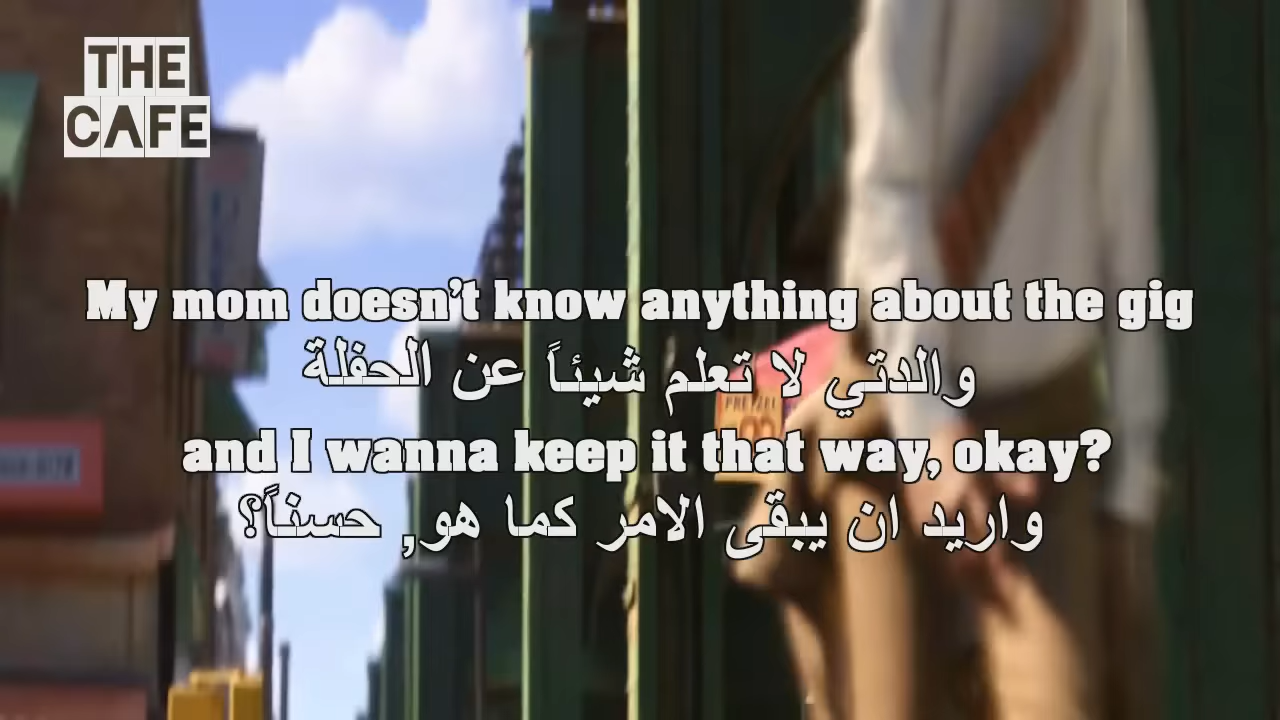 THE
CAFE
My mom doesn't know anything about the gig
والدتي لا تعلم شيئاً عن الحفلة
PRETZEL
and I wanna keep it that way, okay?
واريد ان يبقى الامر كما هو, حسناً؟